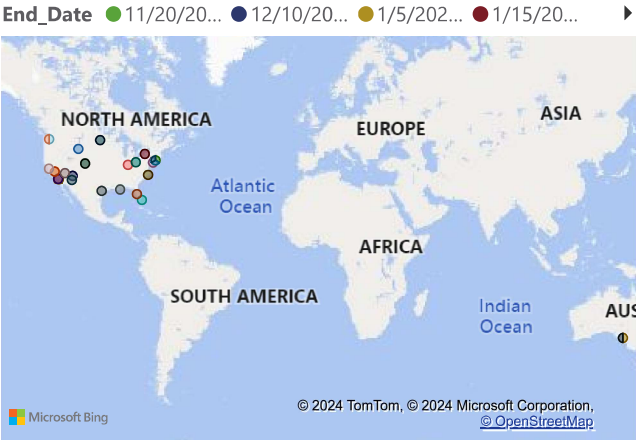 End_Date 11/20/20... 12/10/20... 1/5/202... 1/15/20...
NORTH AMERICA
EUROPE
ASIA
Atlantic
Ocean
AFRICA
SOUTH AMERICA
Indian
Ocean
AUS
© 2024 TomTom, © 2024 Microsoft Corporation,
Microsoft Bing
© OpenStreetMap